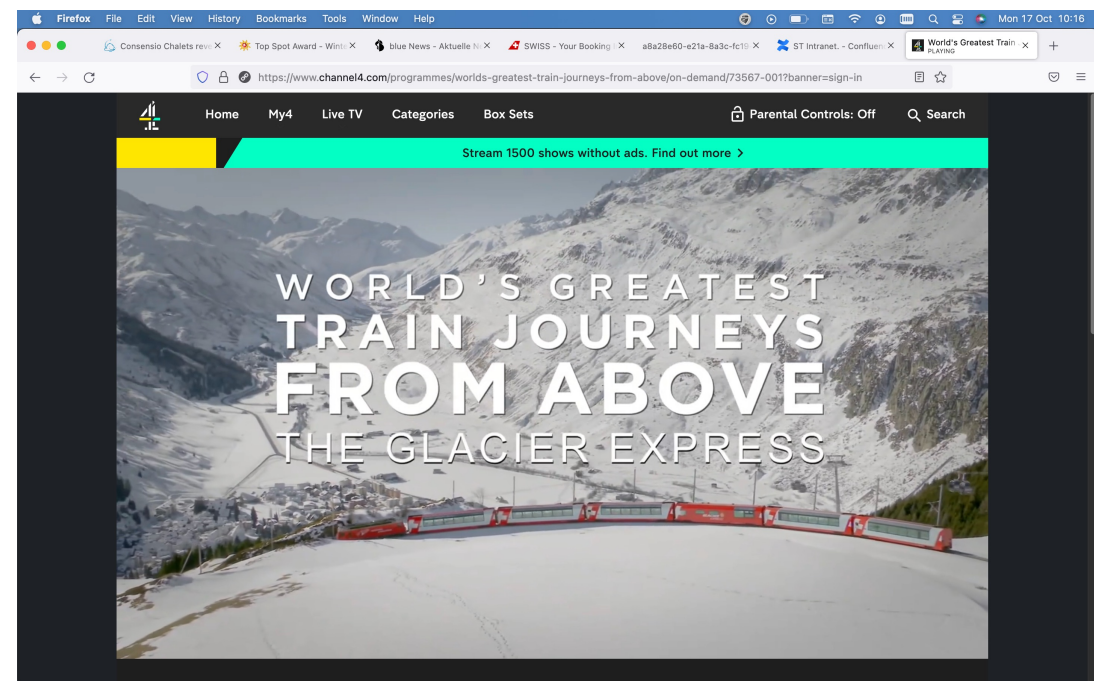 Firefox File Edit View History Bookmarks Tools Window Help Mon 17 Oct 10:16
Consensio Chalets reve Top Spot Award - Winte blue News - Aktuelle Ne SWISS - Your Booking a8a28e60-e21a-8a3c-fc19 ST Intranet. - Confluenc World's Greatest Train
PLAYING
https://www.channel4.com/programmes/worlds-greatest-train-journeys-from-above/on-demand/73567-001?banner=sign-in
Home My4 Live TV Categories Box Sets Parental Controls: Off Search
Stream 1500 shows without ads. Find out more >
WORLD'S GREATEST
TRAIN JOURNEYS
FROM ABOVE
THE GLACIER EXPRESS